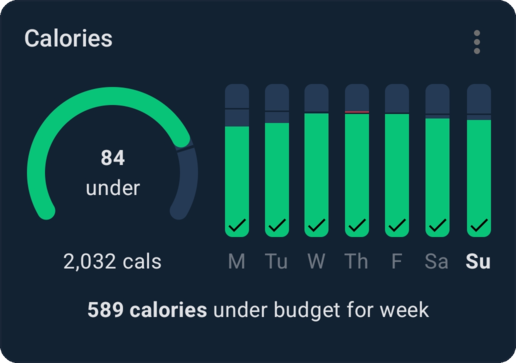 Calories
84
under
2,032 cals
M Tu W Th F Sa Su
589 calories under budget for week